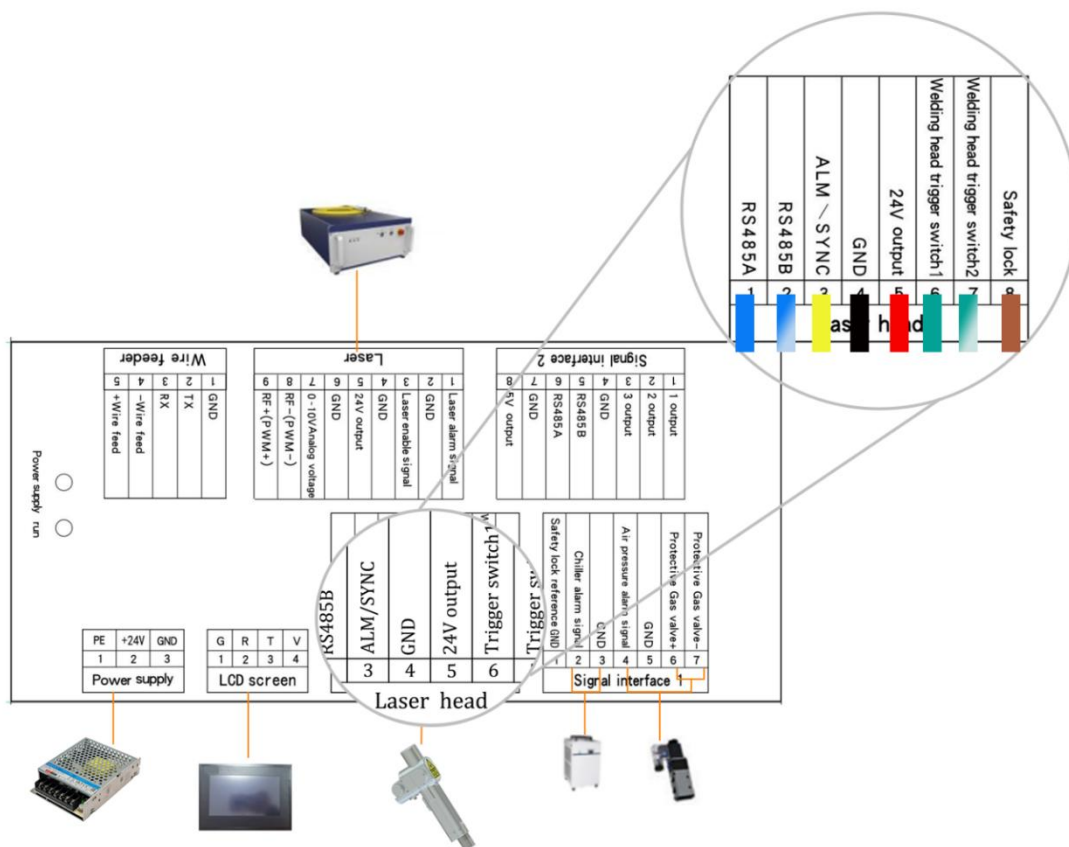 RS485A
RS485B
ALM\SYNC
GND
24V output
Welding head trigger switch1
Welding head trigger switch2
Safety lock
1
2
3
4
5
6
7
8
aser head
Wire feeder
5
4
3
2
1
+Wire feed
-Wire feed
RX
TX
GND
Laser
9
8
7
6
5
4
3
2
1
RF+(PWM+)
RF-(PWM-)
0-10VAnalog voltage
GND
24V output
GND
Laser enable signal
GND
Laser alarm signal
Signal interface 2
8
7
6
5
4
3
2
1
5V output
GND
RS485A
RS485B
GND
3 output
2 output
1 output
Power supply
run
RS485B
ALM/SYNC
GND
24V output
Trigger switch 1
Trigger sw
3
4
5
6
Laser head
Safety lock reference GND
Chiller alarm signal
GND
Air pressure alarm signal
GND
Protective Gas valve+
Protective Gas valve-
1
2
3
4
5
6
7
Signal interface 1
PE
+24V
GND
1
2
3
Power supply
G
R
T
V
1
2
3
4
LCD screen